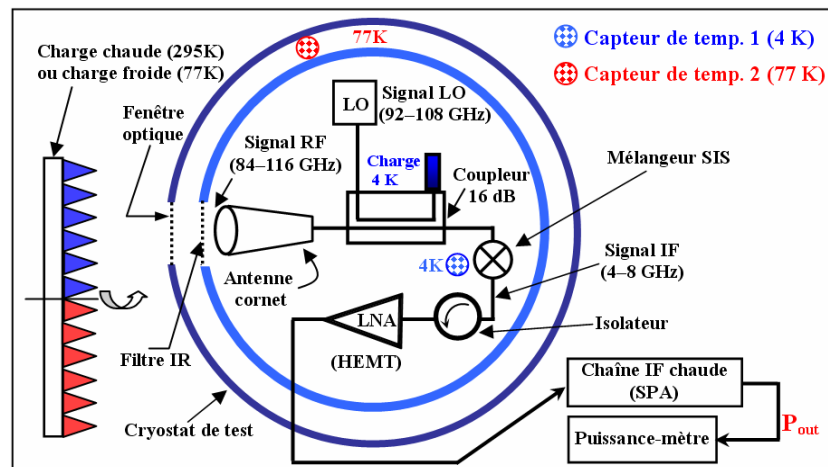 Charge chaude (295K)
ou charge froide
(77K)
Fenêtre
optique
77K
Capteur de temp. 1 (4 K)
Capteur de temp. 2 (77 K)
LO
Signal LO
(92–108 GHz)
Signal RF
(84–116 GHz)
Charge
4 K
Coupleur
16 dB
Mélangeur SIS
Antenne
cornet
4K
Signal IF
(4–8 GHz)
LNA
(HEMT)
Isolateur
Filtre IR
Cryostat de test
Chaîne IF chaude
(SPA)
Pout
Puissance-mètre